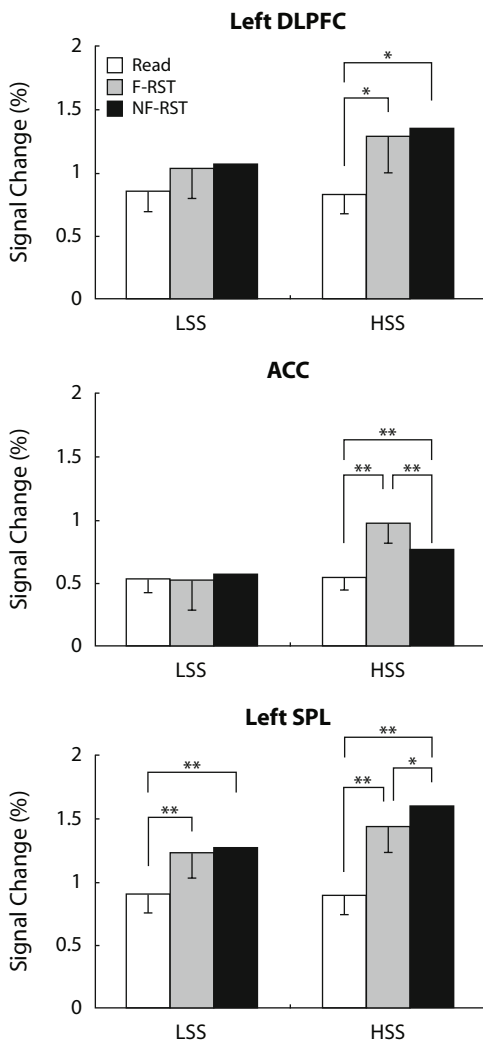 Left DLPFC
Signal Change (%)
2
1.5
1
0.5
0
Read
F-RST
NF-RST
*
*
LSS
HSS
ACC
Signal Change (%)
2
1.5
1
0.5
0
**
** **
LSS
HSS
Left SPL
Signal Change (%)
2
1.5
1
0.5
0
**
**
**
** *
LSS
HSS